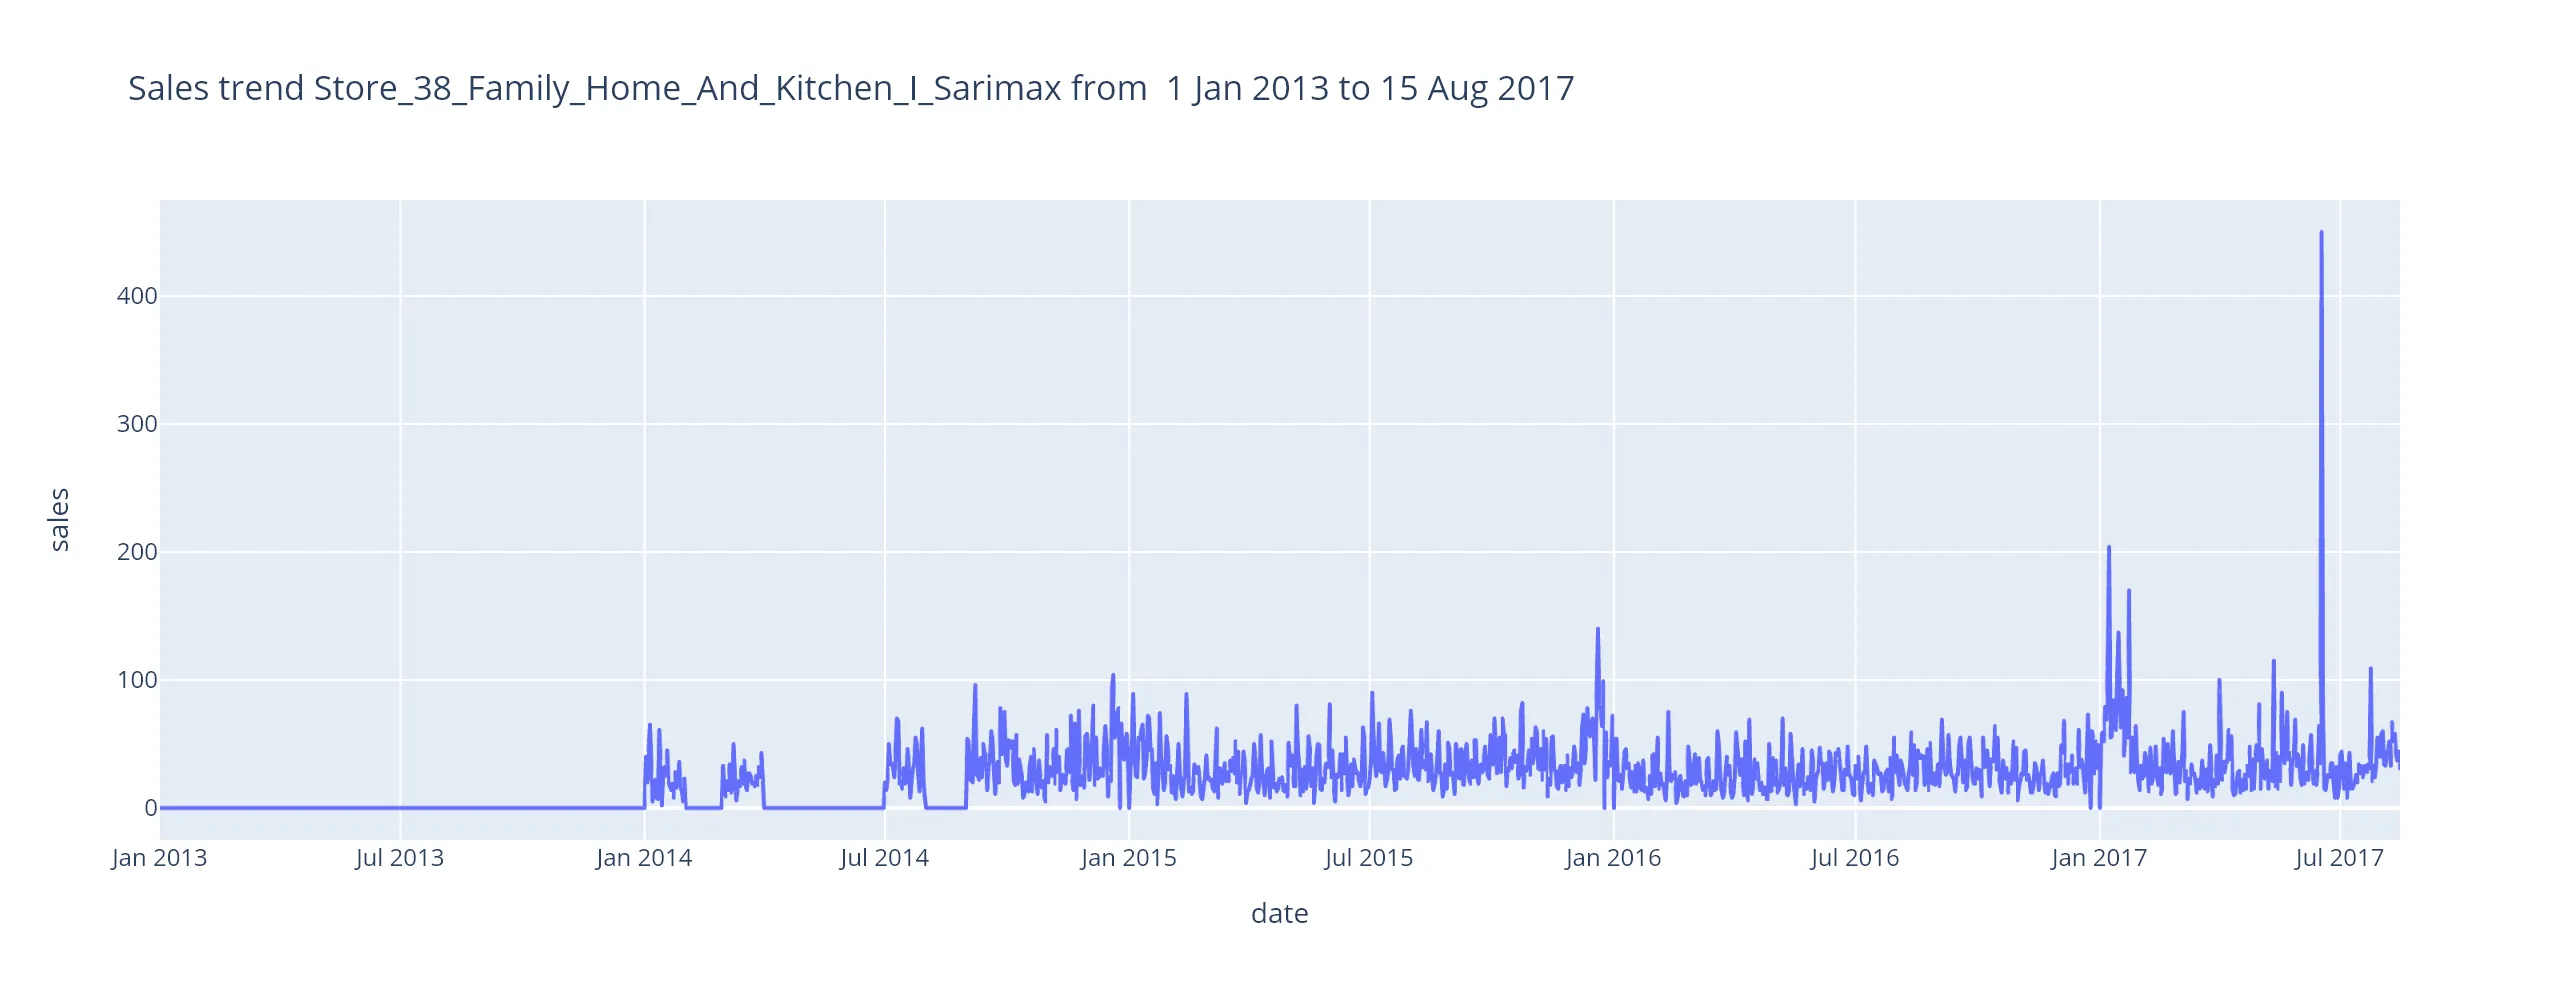 Sales trend Store_38_Family_Home_And_Kitchen_I_Sarimax from  1 Jan 2013 to 15 Aug 2017
400
300
200
100
0
sales
Jan 2013
Jul 2013
Jan 2014
Jul 2014
Jan 2015
Jul 2015
Jan 2016
Jul 2016
Jan 2017
Jul 2017
date